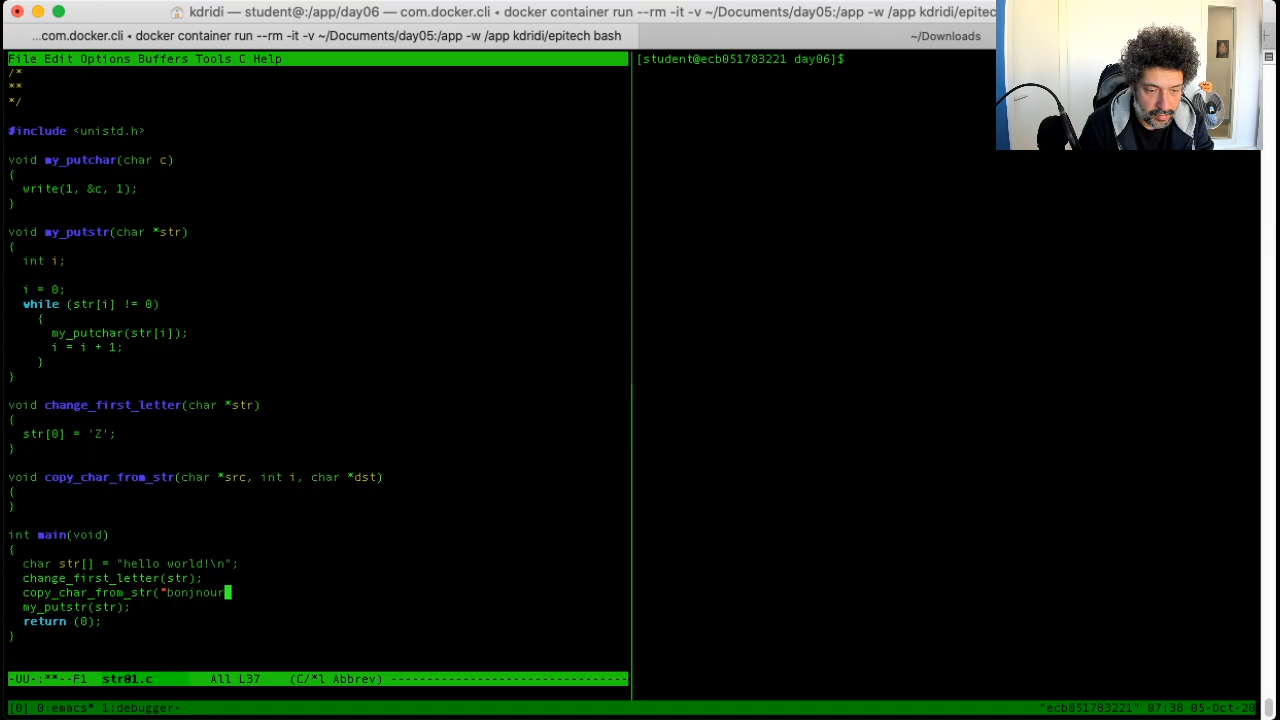 kdridi — student@:/app/day06 — com.docker.cli ◂ docker container run --rm -it -v ~/Documents/day05:/app -w /app kdridi/epitec
...com.docker.cli ◂ docker container run --rm -it -v ~/Documents/day05:/app -w /app kdridi/epitech bash
~/Downloads
File Edit Options Buffers Tools C Help
[student@ecb051783221 day06]$
/*
**
*/
#include <unistd.h>
void my_putchar(char c)
{
write(1, &c, 1);
}
void my_putstr(char *str)
{
int i;
i = 0;
while (str[i] != 0)
{
my_putchar(str[i]);
i = i + 1;
}
}
void change_first_letter(char *str)
{
str[0] = 'Z';
}
void copy_char_from_str(char *src, int i, char *dst)
{
}
int main(void)
{
char str[] = "hello world!\n";
change_first_letter(str);
copy_char_from_str("bonjnour
my_putstr(str);
return (0);
}
-UU-:**--F1 str01.c All L37 (C/*l Abbrev) ---------------------------------
[0] 0:emacs* 1:debugger- "ecb051783221" 07:38 05-Oct-20